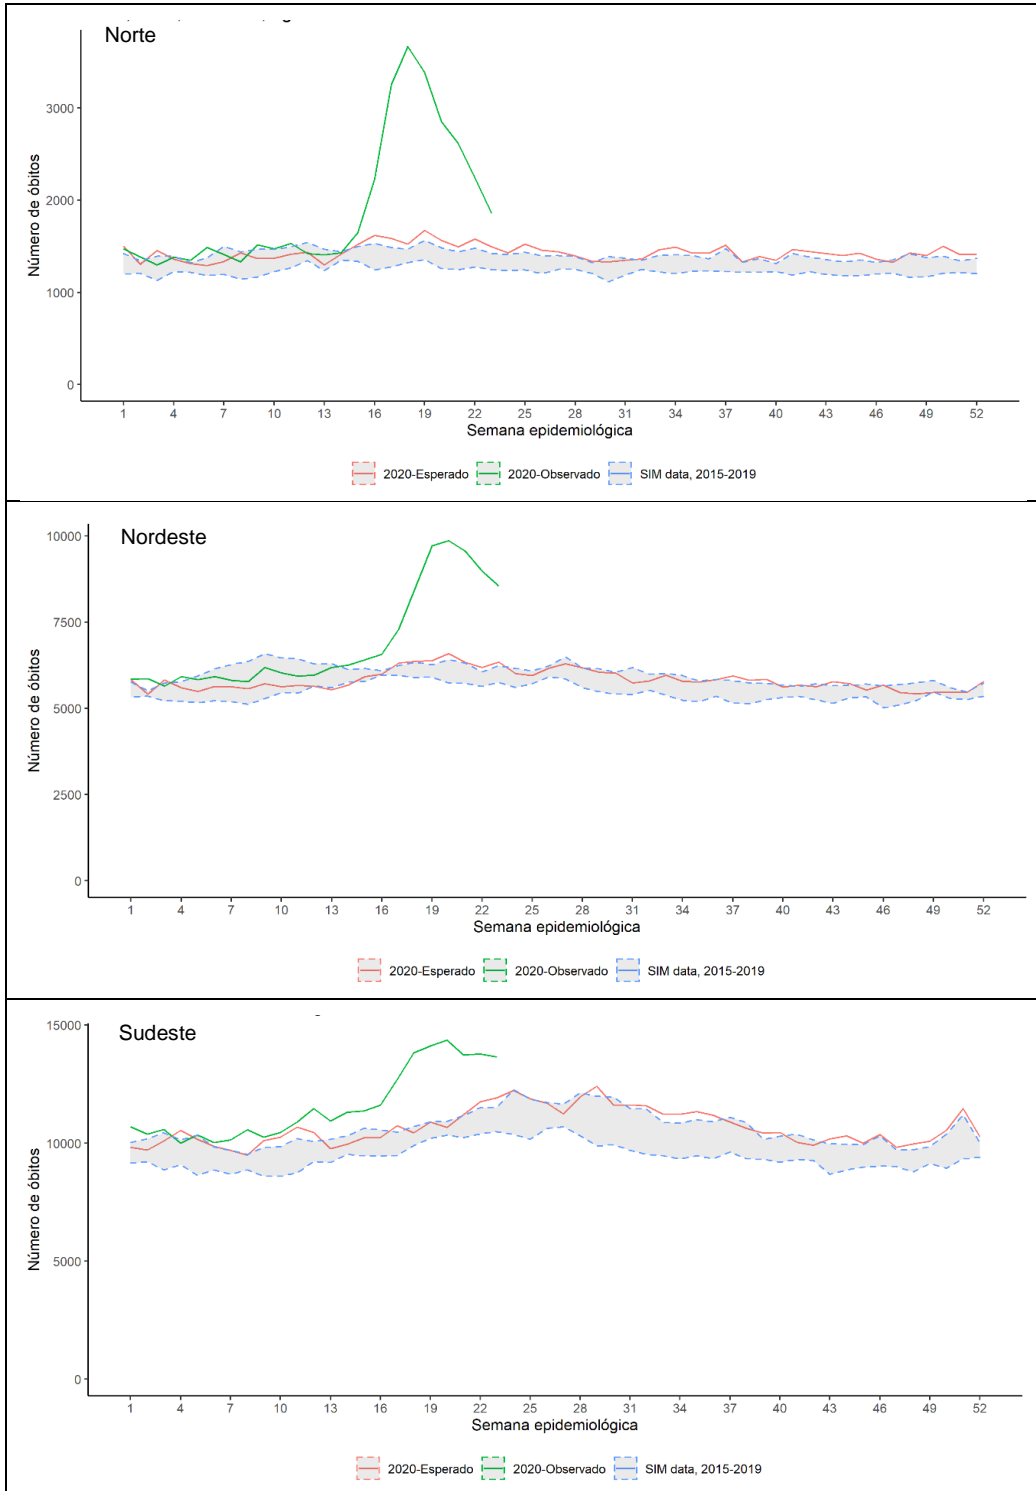 Norte
Número de óbitos
3000
2000
1000
0
1 4 7 10 13 16 19 22 25 28 31 34 37 40 43 46 49 52
Semana epidemiológica
2020-Esperado 2020-Observado SIM data, 2015-2019
Nordeste
Número de óbitos
10000
7500
5000
2500
0
1 4 7 10 13 16 19 22 25 28 31 34 37 40 43 46 49 52
Semana epidemiológica
2020-Esperado 2020-Observado SIM data, 2015-2019
Sudeste
Número de óbitos
15000
10000
5000
0
1 4 7 10 13 16 19 22 25 28 31 34 37 40 43 46 49 52
Semana epidemiológica
2020-Esperado 2020-Observado SIM data, 2015-2019